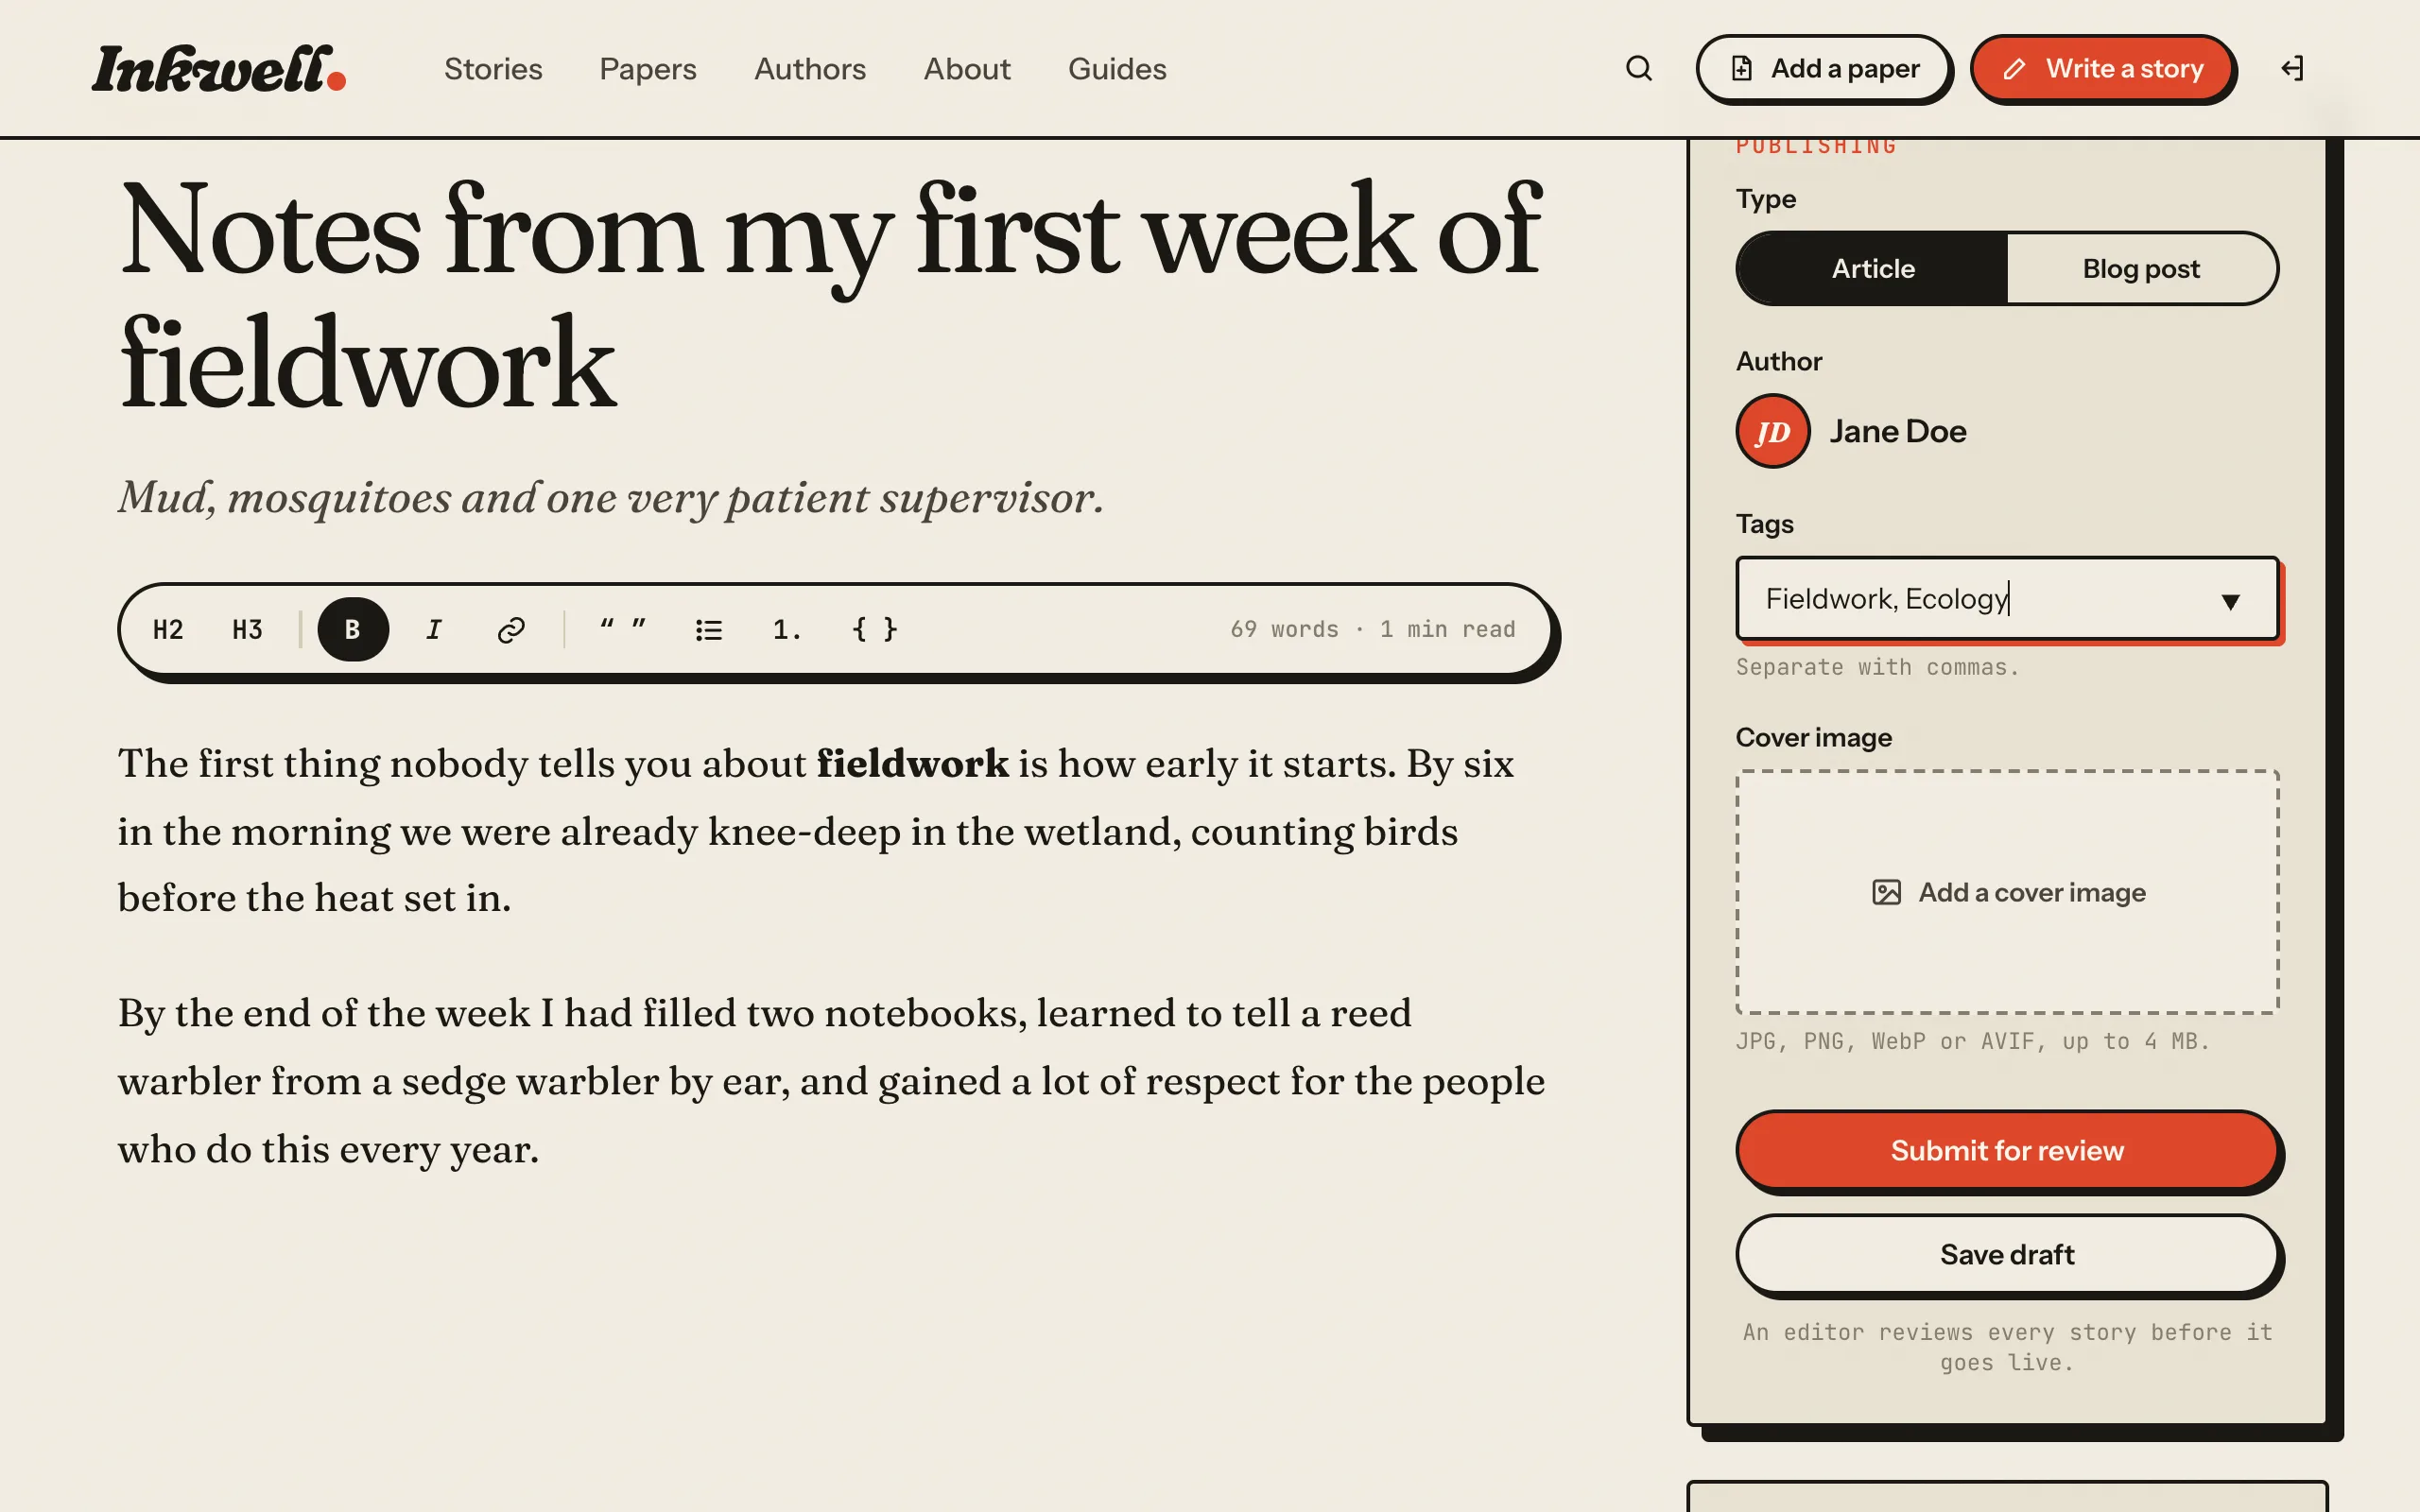 Inkwell.
Stories
Papers
Authors
About
Guides
Add a paper
Write a story
Notes from my first week of
fieldwork
Mud, mosquitoes and one very patient supervisor.
H2
H3
B
I
“ ”
1.
{ }
69 words · 1 min read
The first thing nobody tells you about fieldwork is how early it starts. By six
in the morning we were already knee-deep in the wetland, counting birds
before the heat set in.
By the end of the week I had filled two notebooks, learned to tell a reed
warbler from a sedge warbler by ear, and gained a lot of respect for the people
who do this every year.
PUBLISHING
Type
Article
Blog post
Author
JD
Jane Doe
Tags
Fieldwork, Ecology
Separate with commas.
Cover image
Add a cover image
JPG, PNG, WebP or AVIF, up to 4 MB.
Submit for review
Save draft
An editor reviews every story before it
goes live.